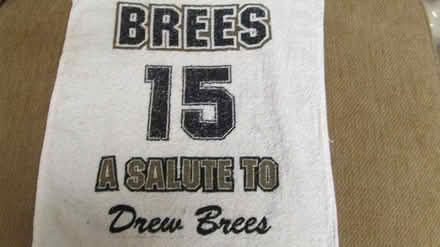 BREES
15
A SALUTE TO
Drew Brees